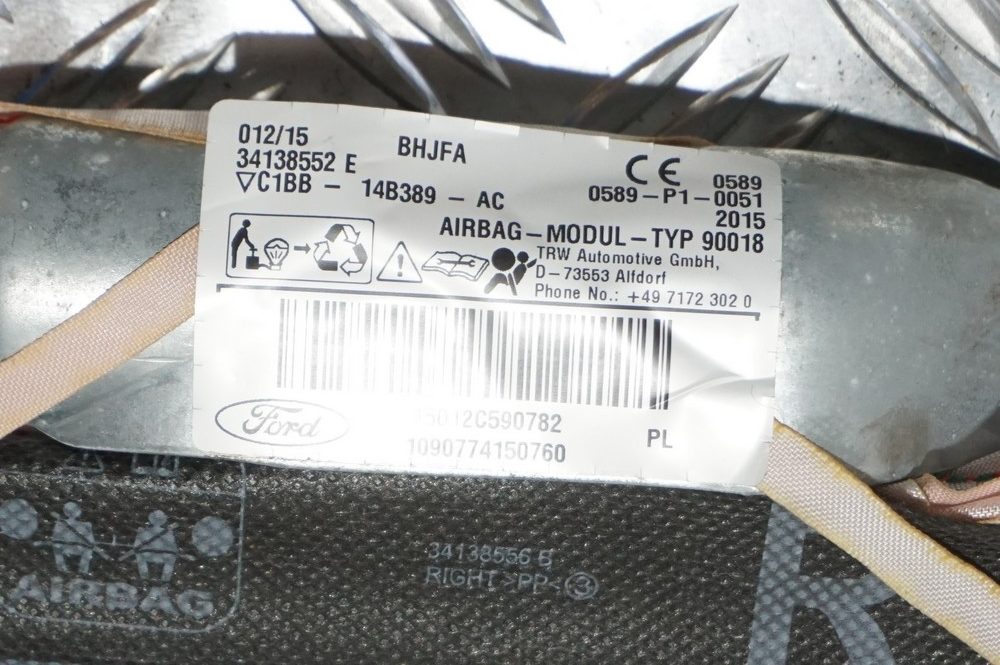 012/15
BHJFA
34138552 E
▽C1BB - 14B389 - AC
CE 0589
0589-P1-0051
2015
AIRBAG-MODUL-TYP 90018
TRW Automotive GmbH,
D-73553 Alfdorf
Phone No.: +49 7172 302 0
Ford
15012C590782
1090774150760
PL
34138556 B
RIGHT >PP< 3
AIRBAG
R